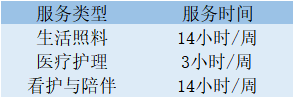 服务类型 服务时间
生活照料 14小时/周
医疗护理 3小时/周
看护与陪伴 14小时/周